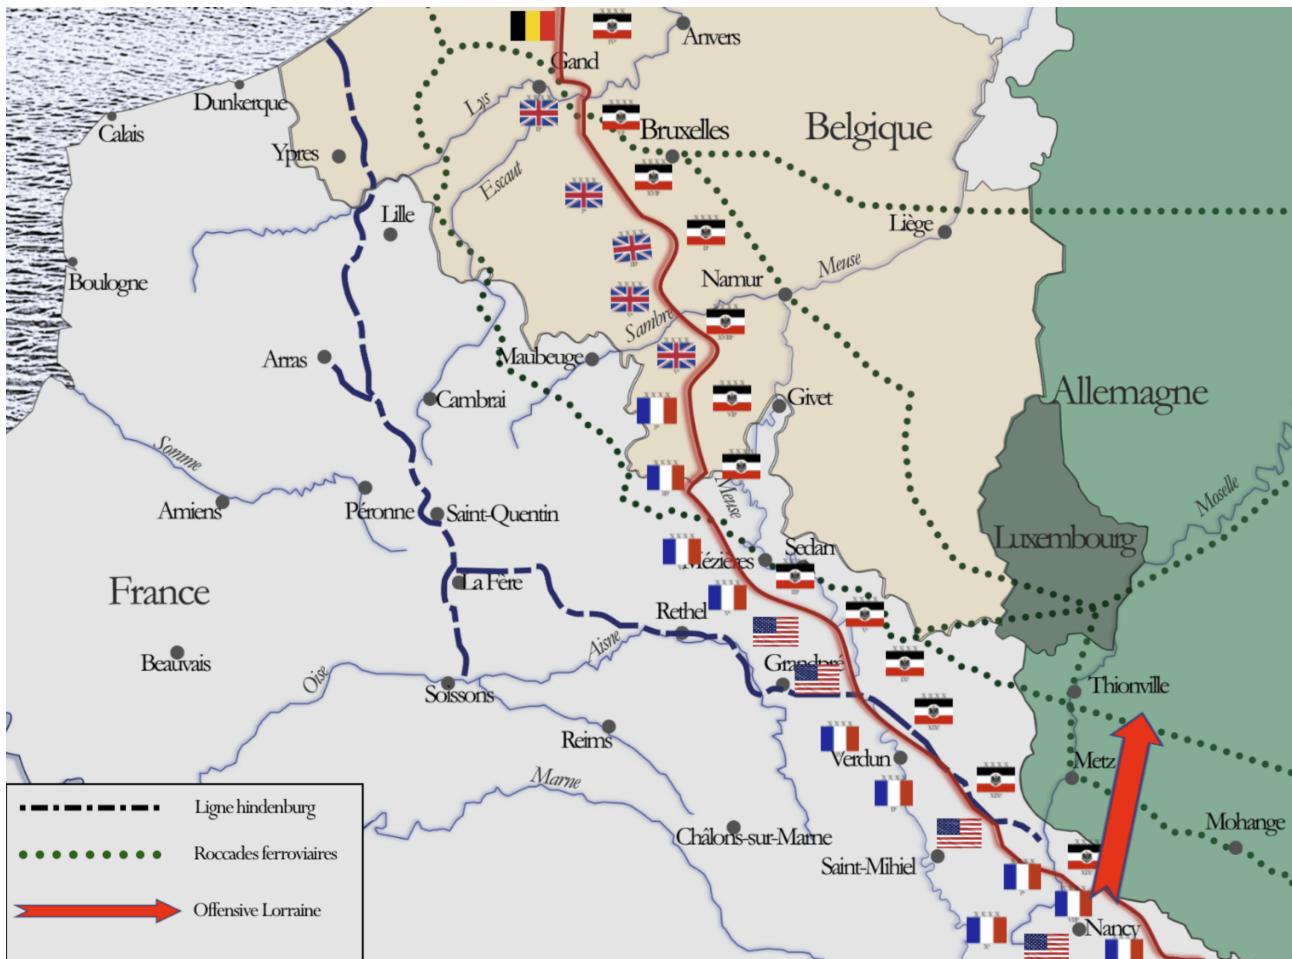 Anvers
Gand
Dunkerque
Lys
Calais
Bruxelles
Belgique
Ypres
Escaut
Lille
Liège
Boulogne
Namur
Meuse
Sambre
Arras
Maubeuge
Cambrai
Givet
Allemagne
Somme
Meuse
Moselle
Amiens
Péronne
Saint-Quentin
Luxembourg
Mézières
Sedan
La Fère
France
Rethel
Aisne
Beauvais
Oise
Soissons
Grandpré
Thionville
Reims
Verdun
Metz
Marne
Ligne hindenburg
Châlons-sur-Marne
Mohange
Roccades ferroviaires
Saint-Mihiel
Offensive Lorraine
Nancy